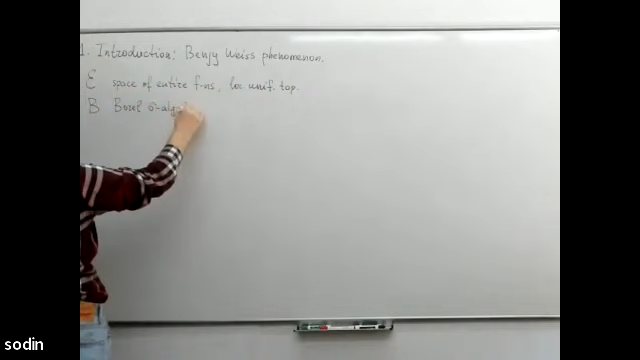 1. Introduction: Benjy Weiss phenomenon.
E space of entire f-ns, loc. unif. top.
B Borel σ-alg
sodin